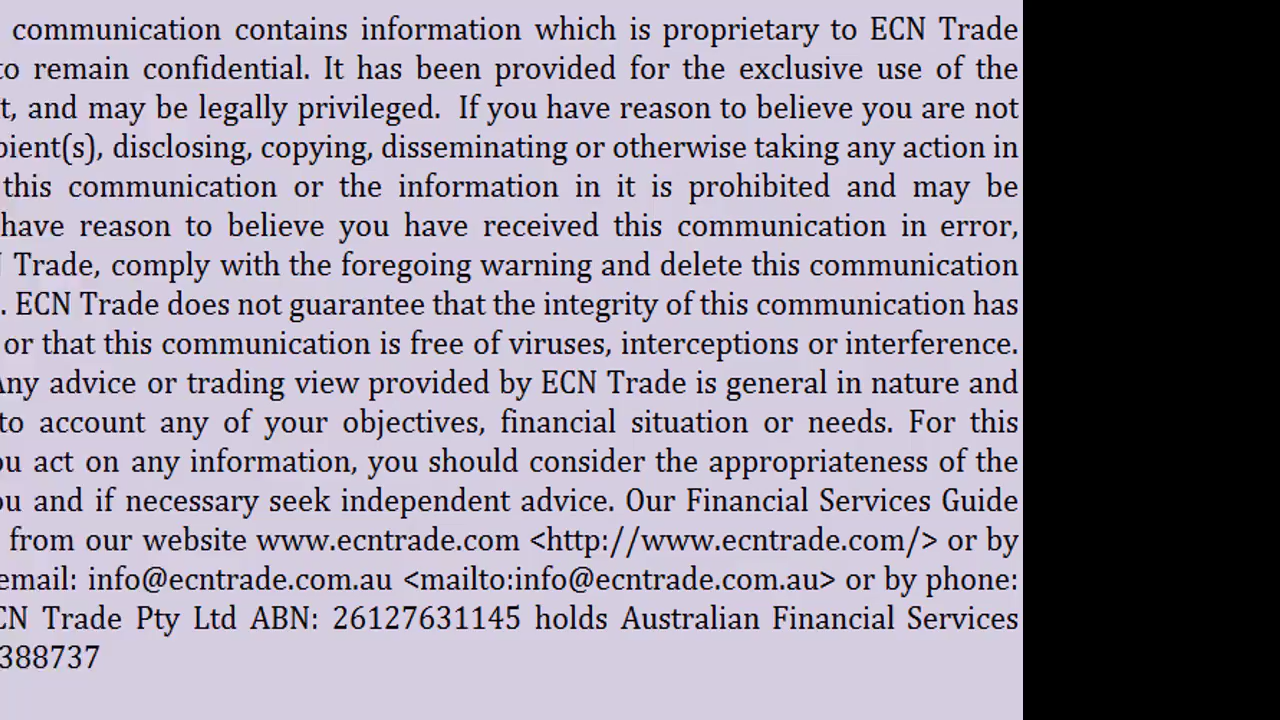 communication contains information which is proprietary to ECN Trade
to remain confidential. It has been provided for the exclusive use of the
and may be legally privileged. If you have reason to believe you are not
disclosing, copying, disseminating or otherwise taking any action in
this communication or the information in it is prohibited and may be
have reason to believe you have received this communication in error,
Trade, comply with the foregoing warning and delete this communication
. ECN Trade does not guarantee that the integrity of this communication has
or that this communication is free of viruses, interceptions or interference.
Any advice or trading view provided by ECN Trade is general in nature and
to account any of your objectives, financial situation or needs. For this
act on any information, you should consider the appropriateness of the
and if necessary seek independent advice. Our Financial Services Guide
from our website www.ecntrade.com <http://www.ecntrade.com/> or by
email: info@ecntrade.com.au <mailto:info@ecntrade.com.au> or by phone:
Trade Pty Ltd ABN: 26127631145 holds Australian Financial Services
388737